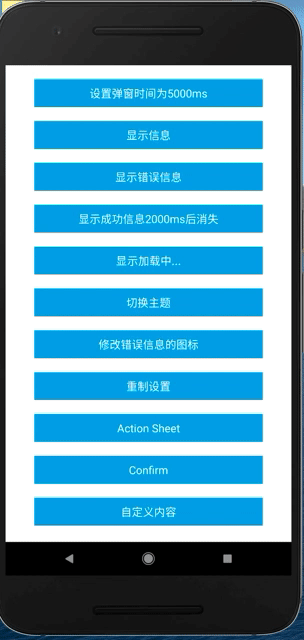 设置弹窗时间为5000ms
显示信息
显示错误信息
显示成功信息2000ms后消失
显示加载中...
切换主题
修改错误信息的图标
重制设置
Action Sheet
Confirm
自定义内容